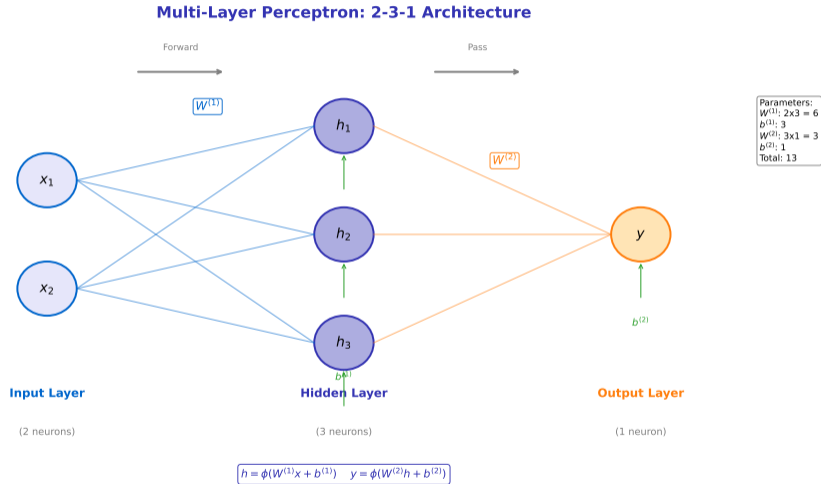 Multi-Layer Perceptron: 2-3-1 Architecture
Forward
Pass
W⁽¹⁾
W⁽²⁾
Parameters:
W⁽¹⁾: 2x3 = 6
b⁽¹⁾: 3
W⁽²⁾: 3x1 = 3
b⁽²⁾: 1
Total: 13
x₁
x₂
h₁
h₂
h₃
y
b⁽¹⁾
b⁽²⁾
Input Layer
Hidden Layer
Output Layer
(2 neurons)
(3 neurons)
(1 neuron)
h = ϕ(W⁽¹⁾x + b⁽¹⁾) y = ϕ(W⁽²⁾h + b⁽²⁾)